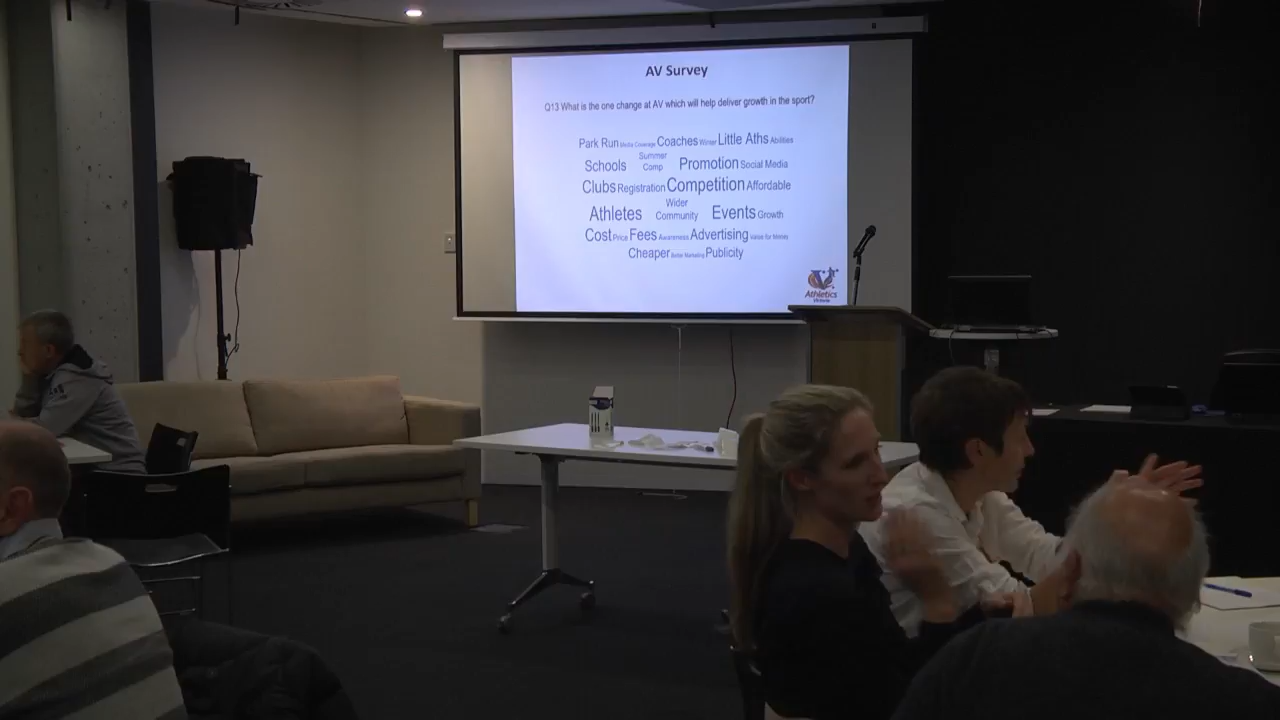 AV Survey
Q13 What is the one change at AV which will help deliver growth in the sport?
Park Run Media Coverage Coaches Winter Little Aths Abilities
Schools Summer Comp Promotion Social Media
Clubs Registration Competition Affordable
Athletes Wider Community Events Growth
Cost Price Fees Awareness Advertising Value for Money
Cheaper Better Marketing Publicity
Athletics
Victoria